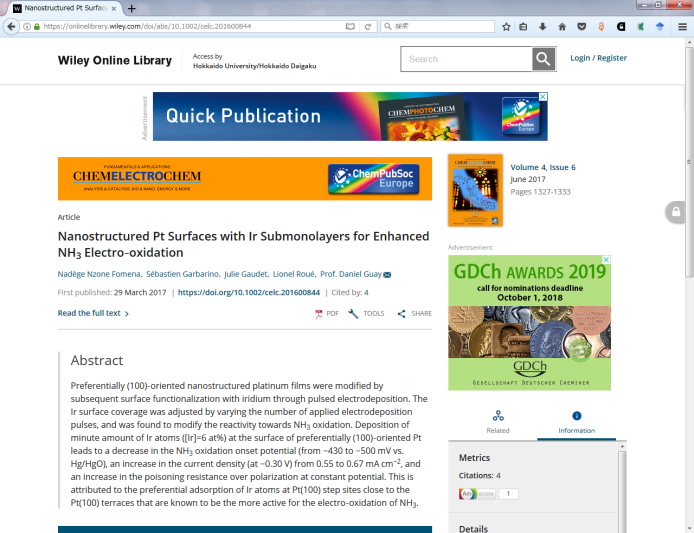 Nanostructured Pt Surface
https://onlinelibrary.wiley.com/doi/abs/10.1002/celc.201600844
検索
Wiley Online Library
Access by
Hokkaido University/Hokkaido Daigaku
Search
Login / Register
Advertisement
Quick Publication
CHEMPHOTOCHEM
ChemPubSoc
Europe
FUNDAMENTALS & APPLICATIONS
CHEMELECTROCHEM
ANALYSIS & CATALYSIS, BIO & NANO, ENERGY & MORE
ChemPubSoc
Europe
Volume 4, Issue 6
June 2017
Pages 1327-1333
Article
Nanostructured Pt Surfaces with Ir Submonolayers for Enhanced
NH3 Electro-oxidation
Nadège Nzone Fomena, Sébastien Garbarino, Julie Gaudet, Lionel Roué, Prof. Daniel Guay
First published: 29 March 2017 | https://doi.org/10.1002/celc.201600844 | Cited by: 4
Read the full text >
PDF TOOLS SHARE
Advertisement
GDCh AWARDS 2019
call for nominations deadline
October 1, 2018
GDCh
GESELLSCHAFT DEUTSCHER CHEMIKER
Abstract
Preferentially (100)-oriented nanostructured platinum films were modified by
subsequent surface functionalization with iridium through pulsed electrodeposition. The
Ir surface coverage was adjusted by varying the number of applied electrodeposition
pulses, and was found to modify the reactivity towards NH3 oxidation. Deposition of
minute amount of Ir atoms ([Ir]=6 at%) at the surface of preferentially (100)-oriented Pt
leads to a decrease in the NH3 oxidation onset potential (from −430 to −500 mV vs.
Hg/HgO), an increase in the current density (at −0.30 V) from 0.55 to 0.67 mA cm−2, and
an increase in the poisoning resistance over polarization at constant potential. This is
attributed to the preferential adsorption of Ir atoms at Pt(100) step sites close to the
Pt(100) terraces that are known to be the more active for the electro-oxidation of NH3.
Related
Information
Metrics
Citations: 4
Am score 1
Details